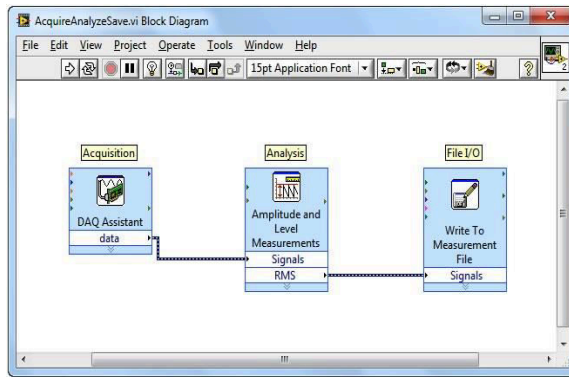 AcquireAnalyzeSave.vi Block Diagram
File Edit View Project Operate Tools Window Help
15pt Application Font
?
2
Acquisition
Analysis
File I/O
DAQ Assistant
data
Amplitude and
Level
Measurements
Signals
RMS
Write To
Measurement
File
Signals